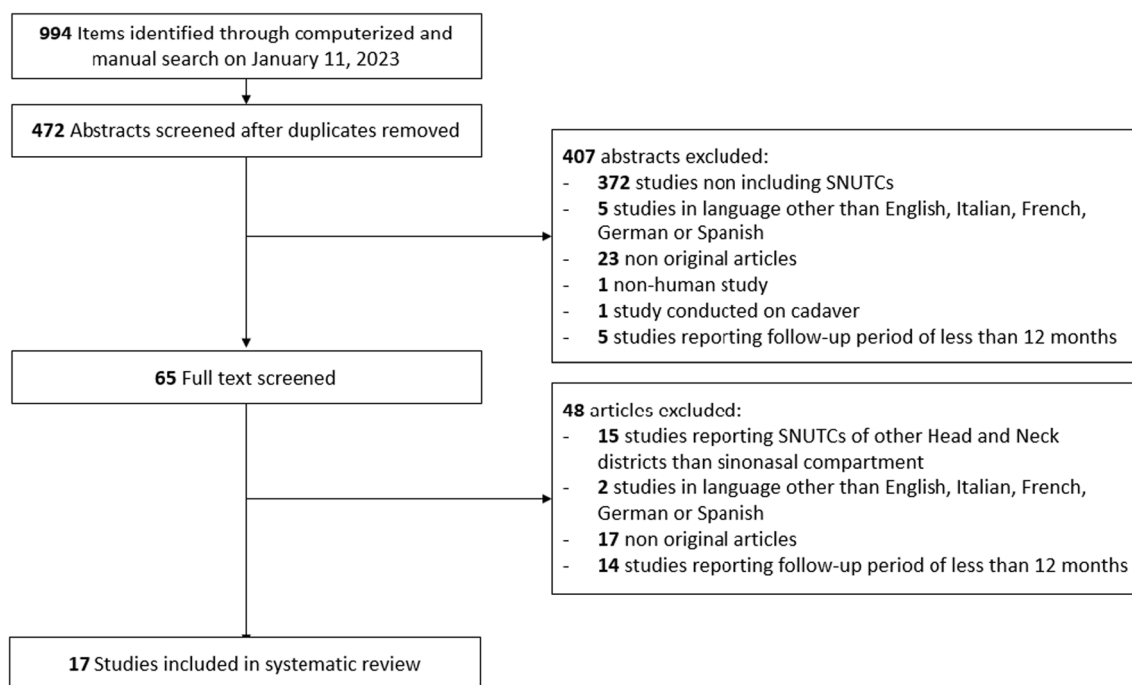 994 Items identified through computerized and
manual search on January 11, 2023
472 Abstracts screened after duplicates removed
407 abstracts excluded:
- 372 studies non including SNUTCs
- 5 studies in language other than English, Italian, French,
German or Spanish
- 23 non original articles
- 1 non-human study
- 1 study conducted on cadaver
- 5 studies reporting follow-up period of less than 12 months
65 Full text screened
48 articles excluded:
- 15 studies reporting SNUTCs of other Head and Neck
districts than sinonasal compartment
- 2 studies in language other than English, Italian, French,
German or Spanish
- 17 non original articles
- 14 studies reporting follow-up period of less than 12 months
17 Studies included in systematic review